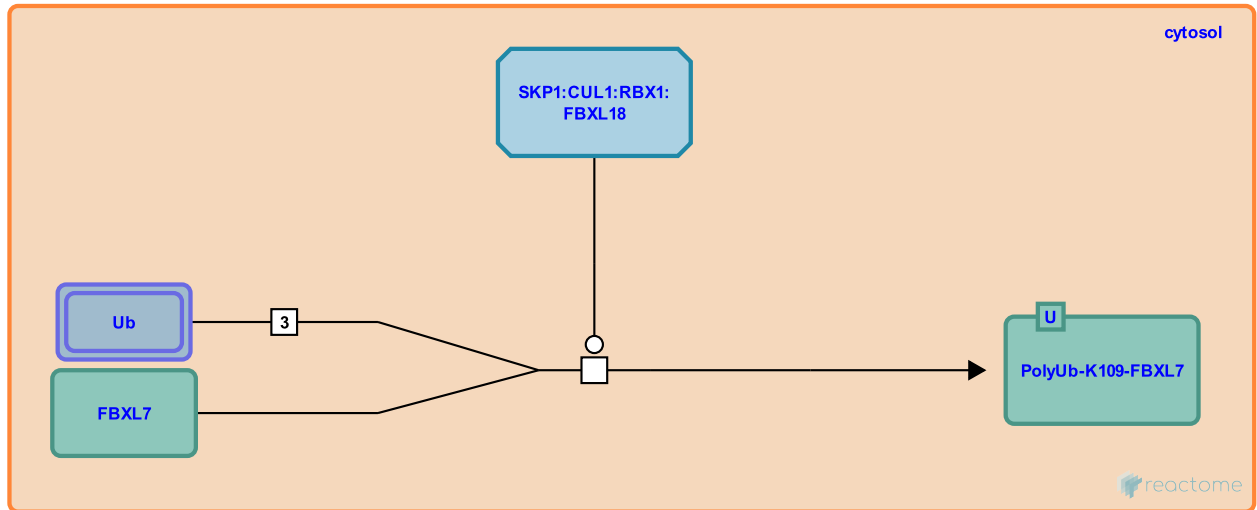 cytosol
SKP1:CUL1:RBX1:
FBXL18
Ub
3
U
PolyUb-K109-FBXL7
FBXL7
reactome